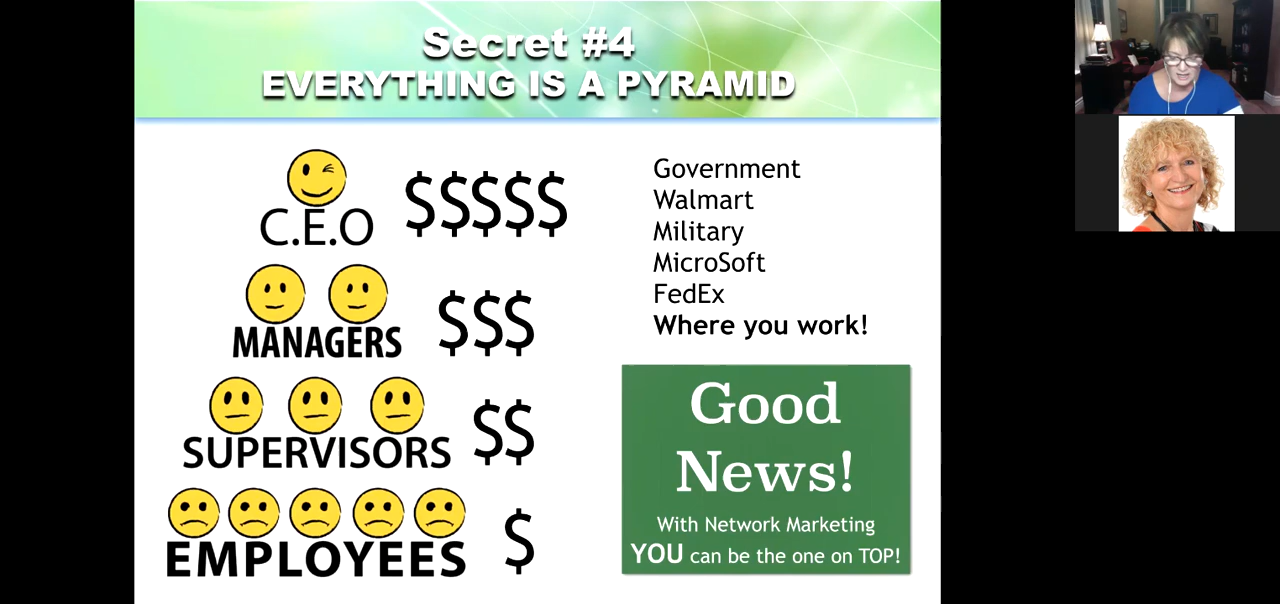 Secret #4
EVERYTHING IS A PYRAMID
C.E.O $$$$$
MANAGERS $$$
SUPERVISORS $$
EMPLOYEES $
Government
Walmart
Military
MicroSoft
FedEx
Where you work!
Good
News!
With Network Marketing
YOU can be the one on TOP!